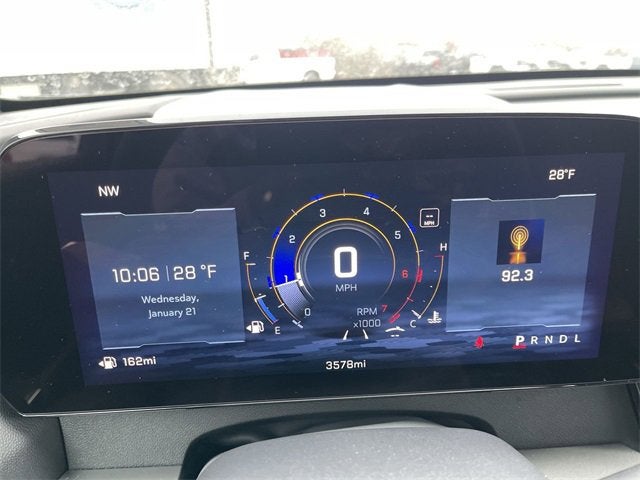 NW
28°F
10:06 | 28 °F
Wednesday,
January 21
162mi
F
E
0
1
2
3
4
5
6
7
0
MPH
RPM
x1000
--
MPH
H
C
92.3
3578mi
P R N D L